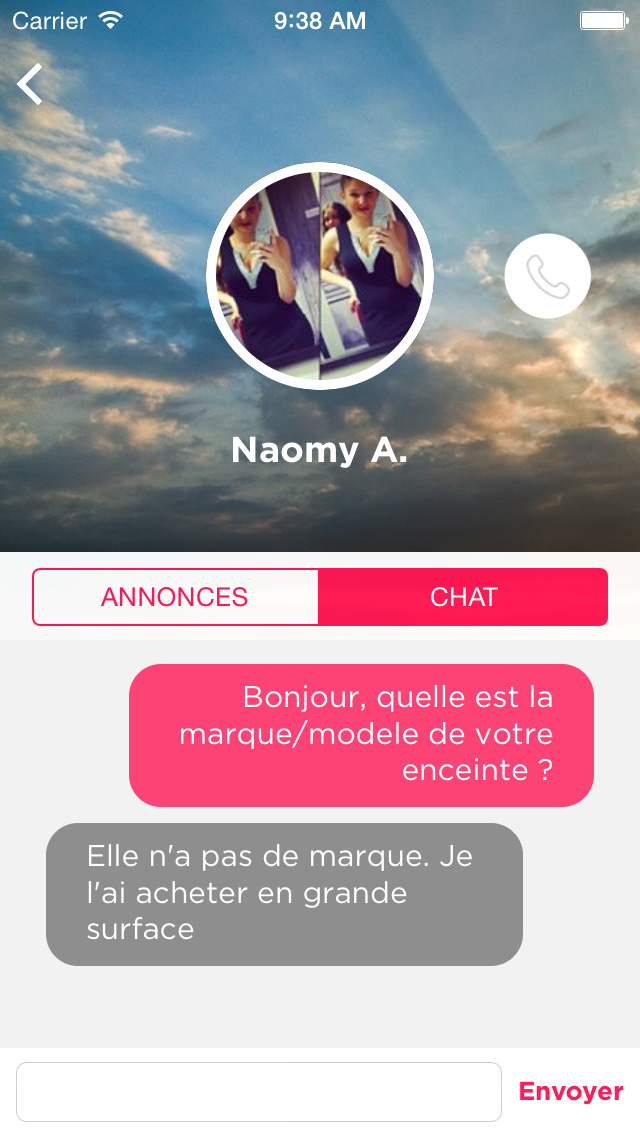 Carrier 9:38 AM
Naomy A.
ANNONCES CHAT
Bonjour, quelle est la
marque/modele de votre
enceinte ?
Elle n'a pas de marque. Je
l'ai acheter en grande
surface
Envoyer